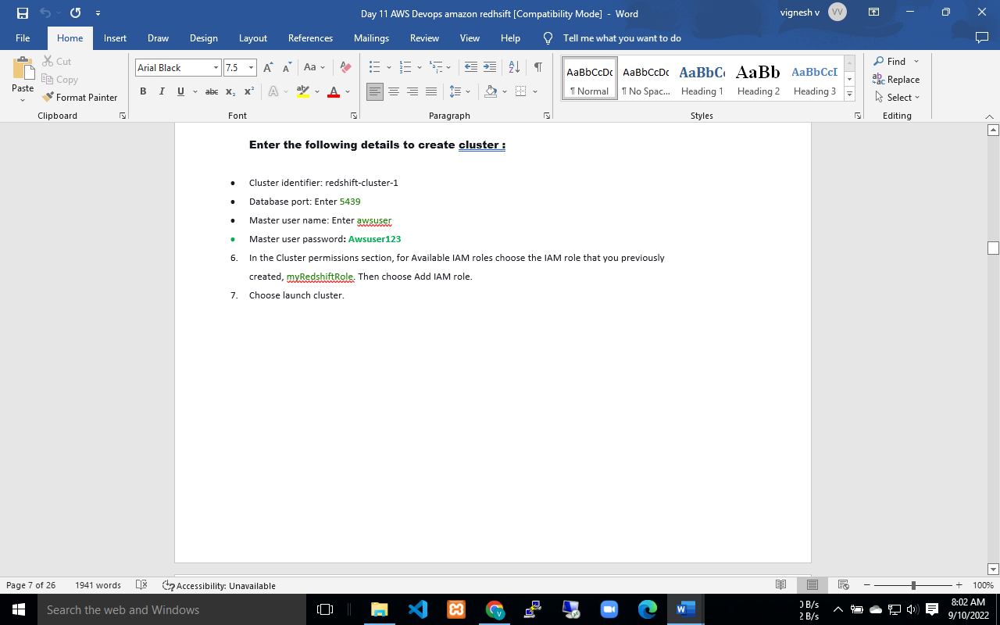 Day 11 AWS Devops amazon redhsift [Compatibility Mode] - Word
vignesh v
VV
File Home Insert Draw Design Layout References Mailings Review View Help Tell me what you want to do
Paste
Cut
Copy
Format Painter
Clipboard
Arial Black 7.5
Font
Paragraph
AaBbCcDc AaBbCcDc AaBbC AaBb AaBbCcI
¶ Normal ¶ No Spac... Heading 1 Heading 2 Heading 3
Styles
Find
Replace
Select
Editing
Enter the following details to create cluster :
• Cluster identifier: redshift-cluster-1
• Database port: Enter 5439
• Master user name: Enter awsuser
• Master user password: Awsuser123
6. In the Cluster permissions section, for Available IAM roles choose the IAM role that you previously
created, myRedshiftRole. Then choose Add IAM role.
7. Choose launch cluster.
Page 7 of 26 1941 words Accessibility: Unavailable 100%
Search the web and Windows
0 B/s
2 B/s
8:02 AM
9/10/2022